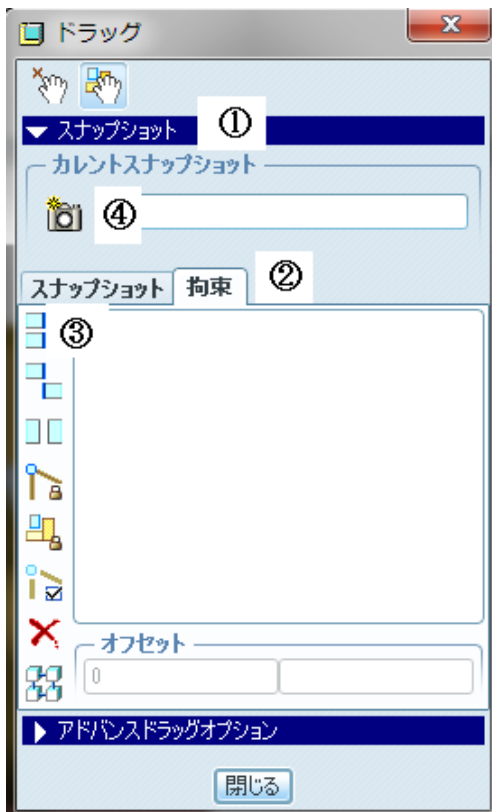 ドラッグ
スナップショット ①
カレントスナップショット
④
スナップショット 拘束 ②
③
オフセット
0
アドバンスドラッグオプション
閉じる